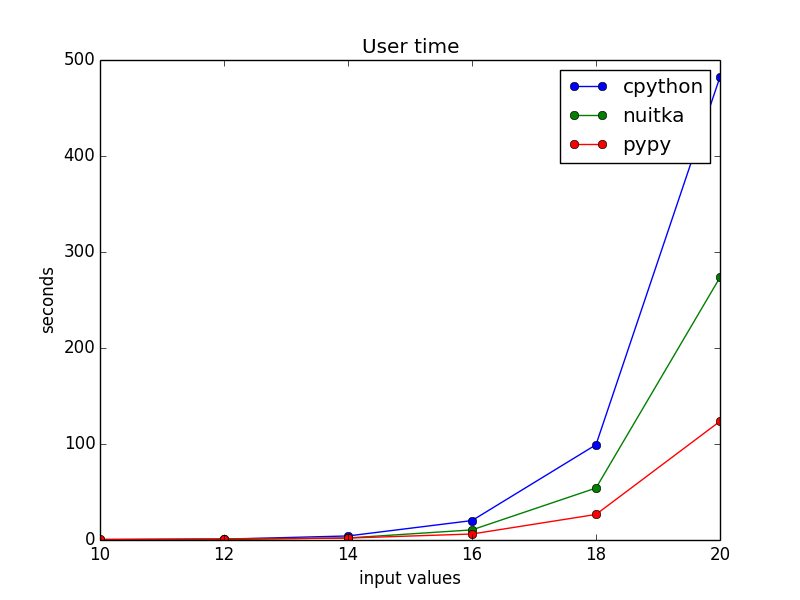 User time
cpython
nuitka
pypy
500
400
300
200
100
0
seconds
10 12 14 16 18 20
input values